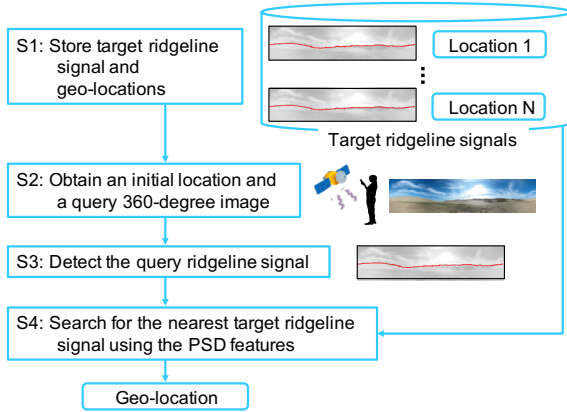 S1: Store target ridgeline
signal and
geo-locations
Location 1
⋮
Location N
Target ridgeline signals
S2: Obtain an initial location and
a query 360-degree image
S3: Detect the query ridgeline signal
S4: Search for the nearest target ridgeline
signal using the PSD features
Geo-location